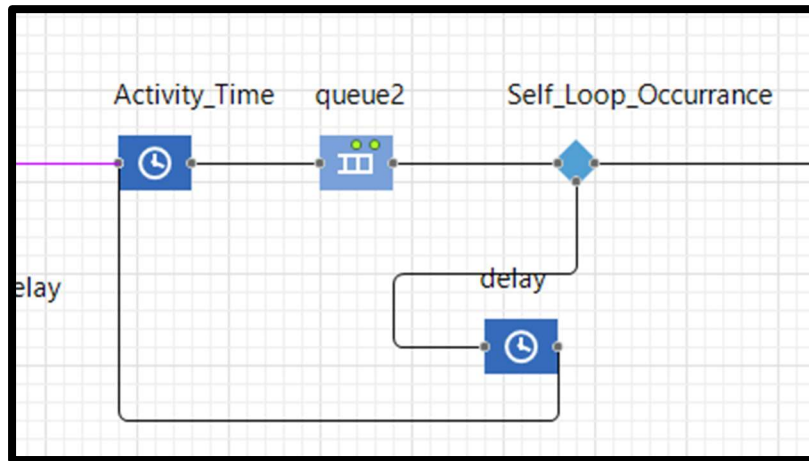 Activity_Time
queue2
Self_Loop_Occurrance
elay
delay